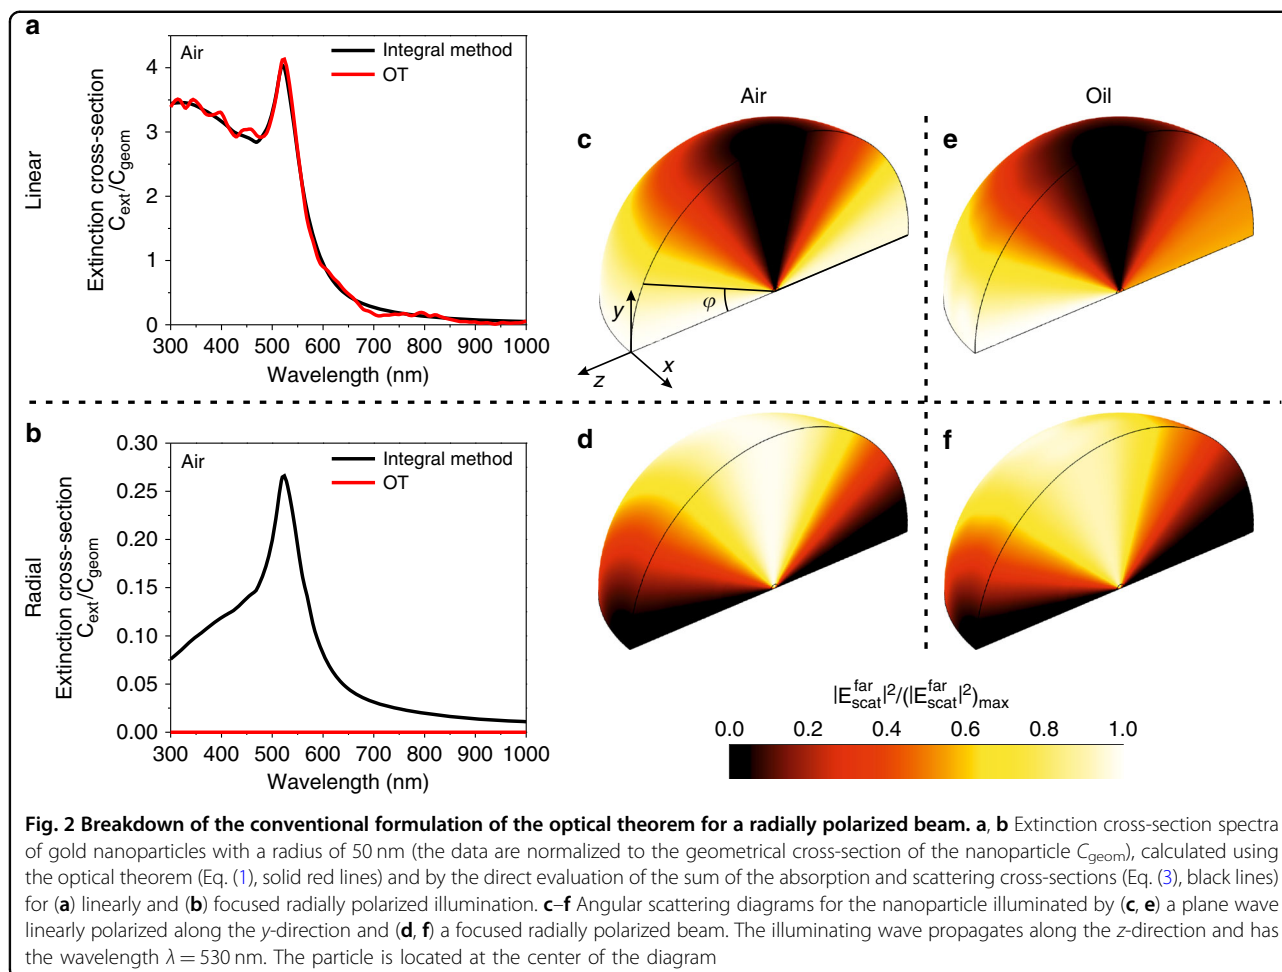 a
Air
Integral method
OT
Linear
Extinction cross-section
C_ext/C_geom
4
3
2
1
0
300 400 500 600 700 800 900 1000
Wavelength (nm)
b
Air
Integral method
OT
Radial
Extinction cross-section
C_ext/C_geom
0.30
0.25
0.20
0.15
0.10
0.05
0.00
300 400 500 600 700 800 900 1000
Wavelength (nm)
Air
Oil
c
φ
y
x
z
e
d
f
|E_scat^far|²/(|E_scat^far|²)_max
0.0 0.2 0.4 0.6 0.8 1.0
Fig. 2 Breakdown of the conventional formulation of the optical theorem for a radially polarized beam. a, b Extinction cross-section spectra
of gold nanoparticles with a radius of 50 nm (the data are normalized to the geometrical cross-section of the nanoparticle C_geom), calculated using
the optical theorem (Eq. (1), solid red lines) and by the direct evaluation of the sum of the absorption and scattering cross-sections (Eq. (3), black lines)
for (a) linearly and (b) focused radially polarized illumination. c–f Angular scattering diagrams for the nanoparticle illuminated by (c, e) a plane wave
linearly polarized along the y-direction and (d, f) a focused radially polarized beam. The illuminating wave propagates along the z-direction and has
the wavelength λ = 530 nm. The particle is located at the center of the diagram